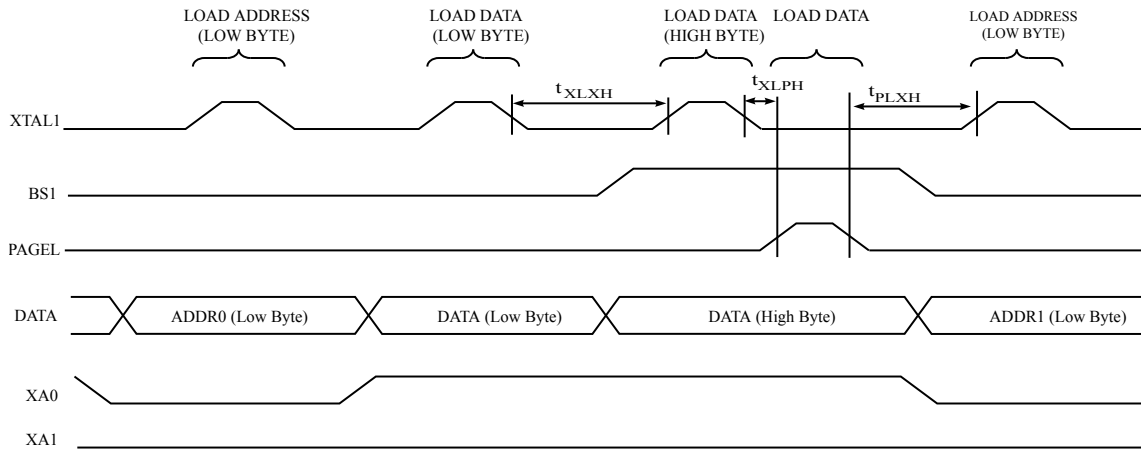 LOAD ADDRESS
(LOW BYTE)
LOAD DATA
(LOW BYTE)
LOAD DATA
(HIGH BYTE)
LOAD DATA
LOAD ADDRESS
(LOW BYTE)
tXLXH
tXLPH
tPLXH
XTAL1
BS1
PAGEL
DATA
ADDR0 (Low Byte)
DATA (Low Byte)
DATA (High Byte)
ADDR1 (Low Byte)
XA0
XA1